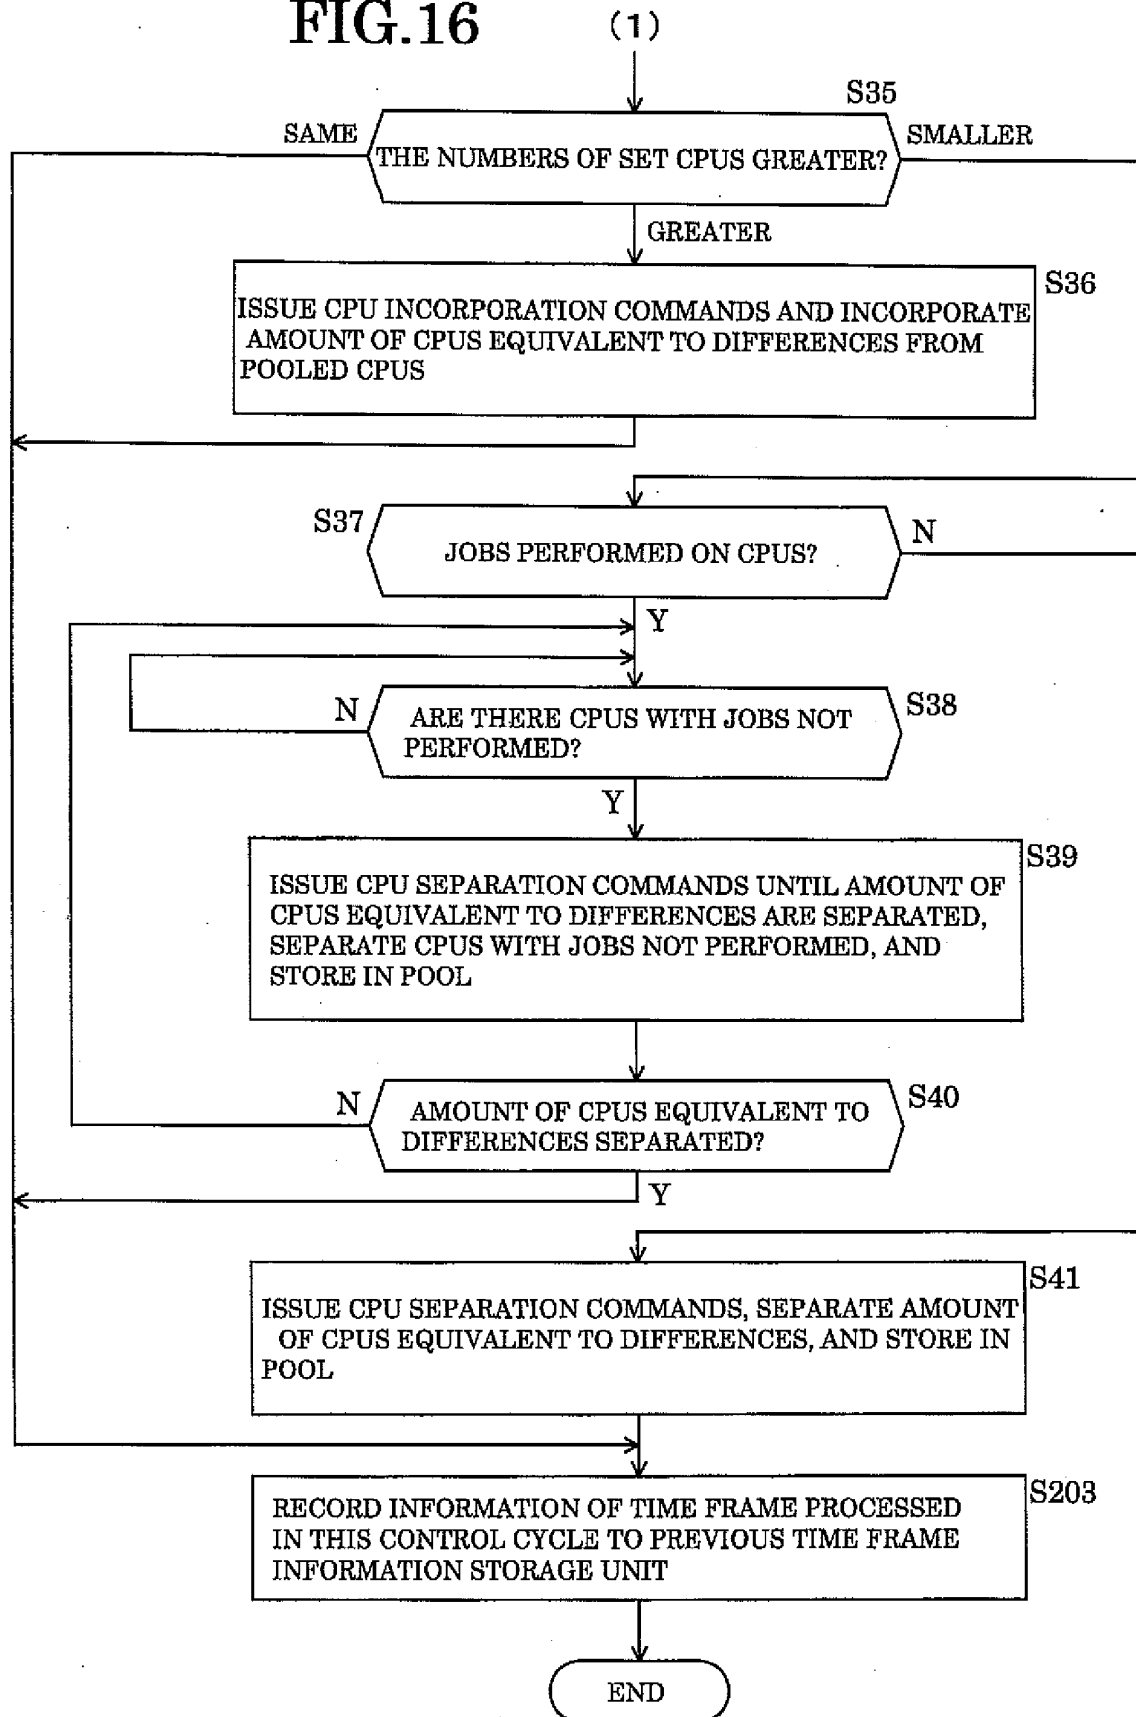 FIG.16
(1)
S35
SAME
THE NUMBERS OF SET CPUS GREATER?
SMALLER
GREATER
S36
ISSUE CPU INCORPORATION COMMANDS AND INCORPORATE
AMOUNT OF CPUS EQUIVALENT TO DIFFERENCES FROM
POOLED CPUS
S37
JOBS PERFORMED ON CPUS?
N
Y
S38
N
ARE THERE CPUS WITH JOBS NOT
PERFORMED?
Y
S39
ISSUE CPU SEPARATION COMMANDS UNTIL AMOUNT OF
CPUS EQUIVALENT TO DIFFERENCES ARE SEPARATED,
SEPARATE CPUS WITH JOBS NOT PERFORMED, AND
STORE IN POOL
S40
N
AMOUNT OF CPUS EQUIVALENT TO
DIFFERENCES SEPARATED?
Y
S41
ISSUE CPU SEPARATION COMMANDS, SEPARATE AMOUNT
OF CPUS EQUIVALENT TO DIFFERENCES, AND STORE IN
POOL
S203
RECORD INFORMATION OF TIME FRAME PROCESSED
IN THIS CONTROL CYCLE TO PREVIOUS TIME FRAME
INFORMATION STORAGE UNIT
END